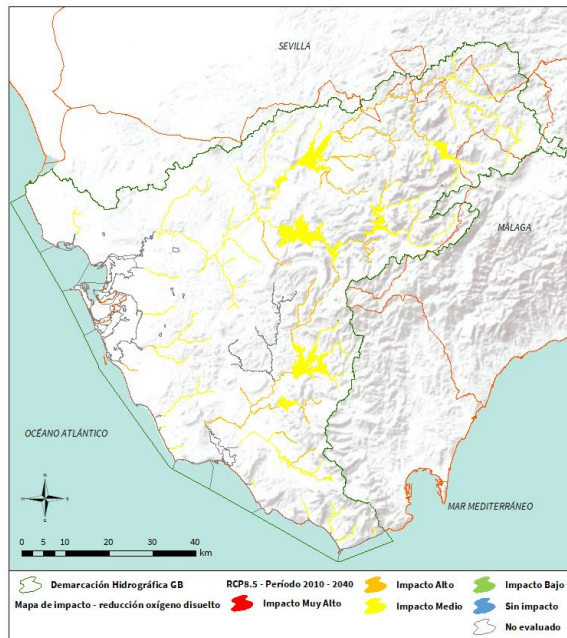 SEVILLA
MÁLAGA
OCÉANO ATLÁNTICO
MAR MEDITERRÁNEO
N
0 5 10 20 30 40
km
Demarcación Hidrográfica GB
RCP8.5 - Período 2010 - 2040
Impacto Alto
Impacto Bajo
Mapa de impacto - reducción oxígeno disuelto
Impacto Muy Alto
Impacto Medio
Sin impacto
No evaluado